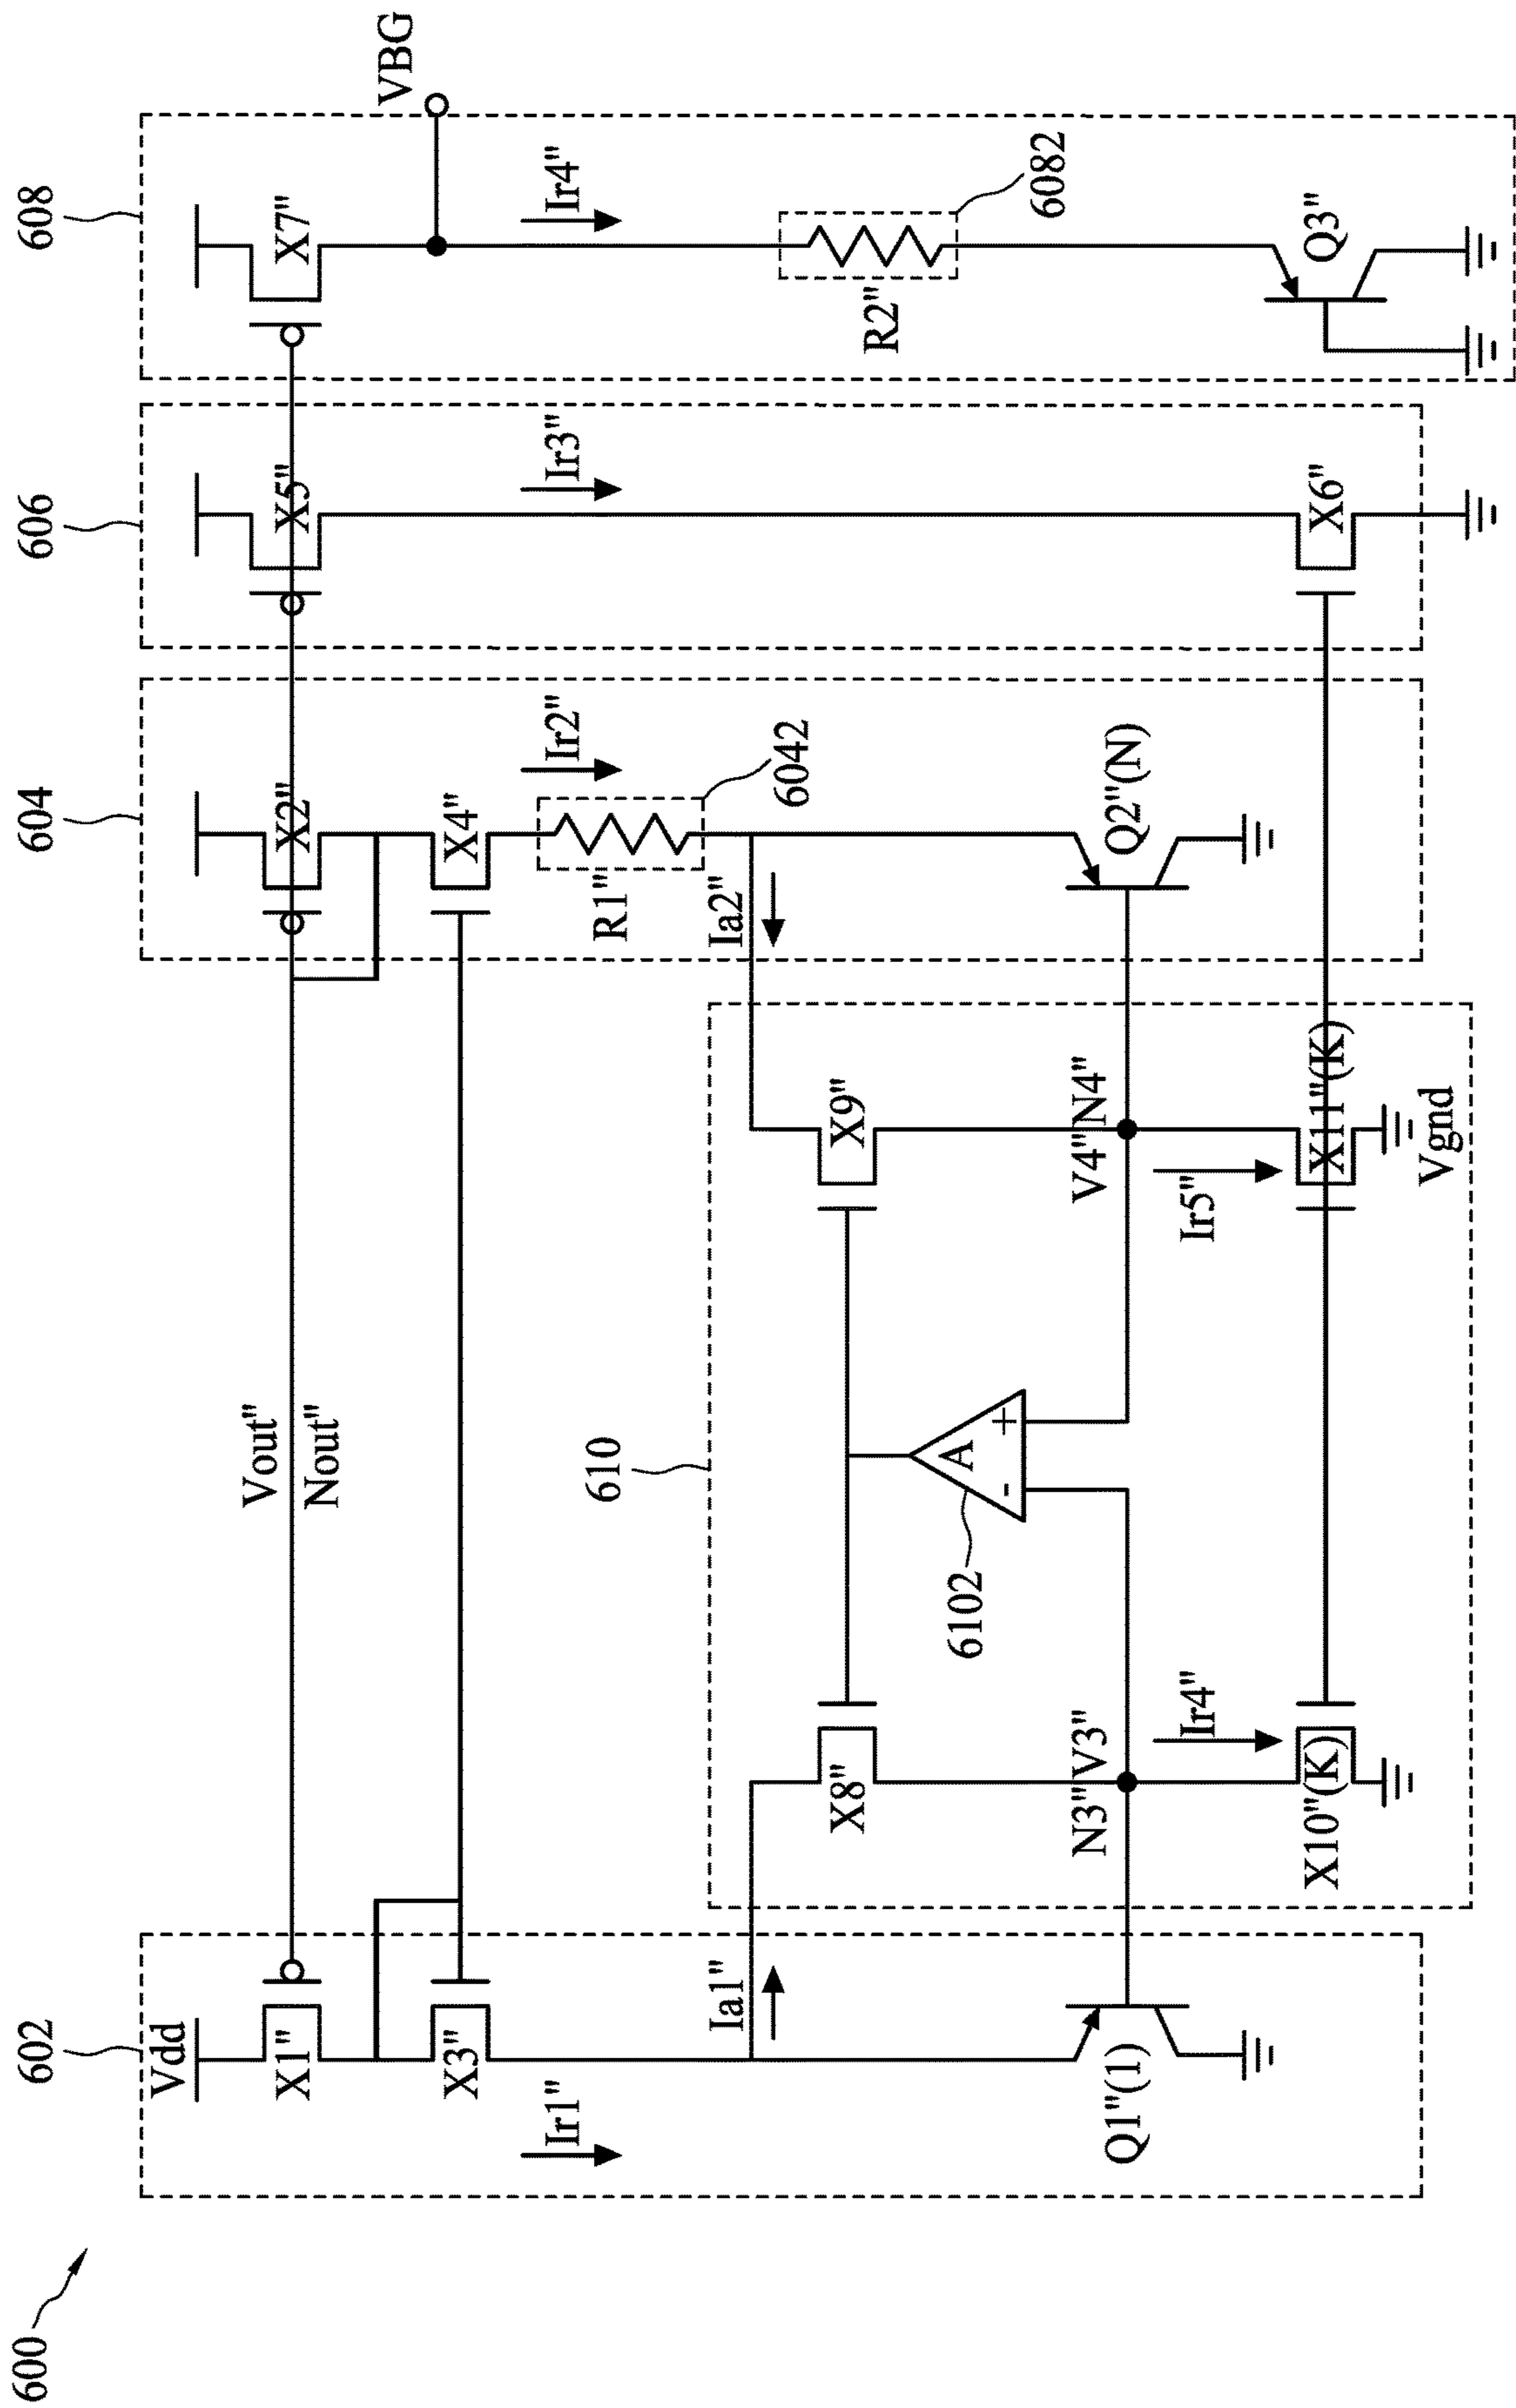 600
602
604
606
608
Vdd
X1"
Vout"
Nout"
X2"
X5"
X7"
VBG
X3"
X4"
Ir1"
Ir2"
Ir3"
Ir4"
R1"
6042
R2"
6082
Ia1"
Ia2"
610
X8"
X9"
A
-
+
6102
N3"V3"
V4"N4"
Q1"(1)
Q2"(N)
Q3"
Ir4"
Ir5"
X10"(K)
X11"(K)
X6"
Vgnd